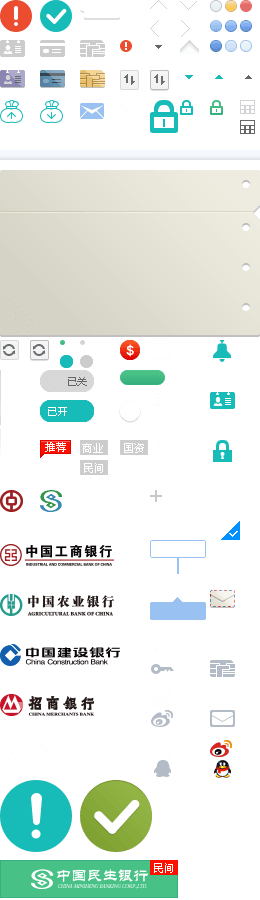 已关
已开
推荐 商业 国资
民间
中国工商银行
INDUSTRIAL AND COMMERCIAL BANK OF CHINA
中国农业银行
AGRICULTURAL BANK OF CHINA
中国建设银行
China Construction Bank
招商银行
CHINA MERCHANTS BANK
民间
中国民生银行
CHINA MINSHENG BANKING CORP.,LTD.